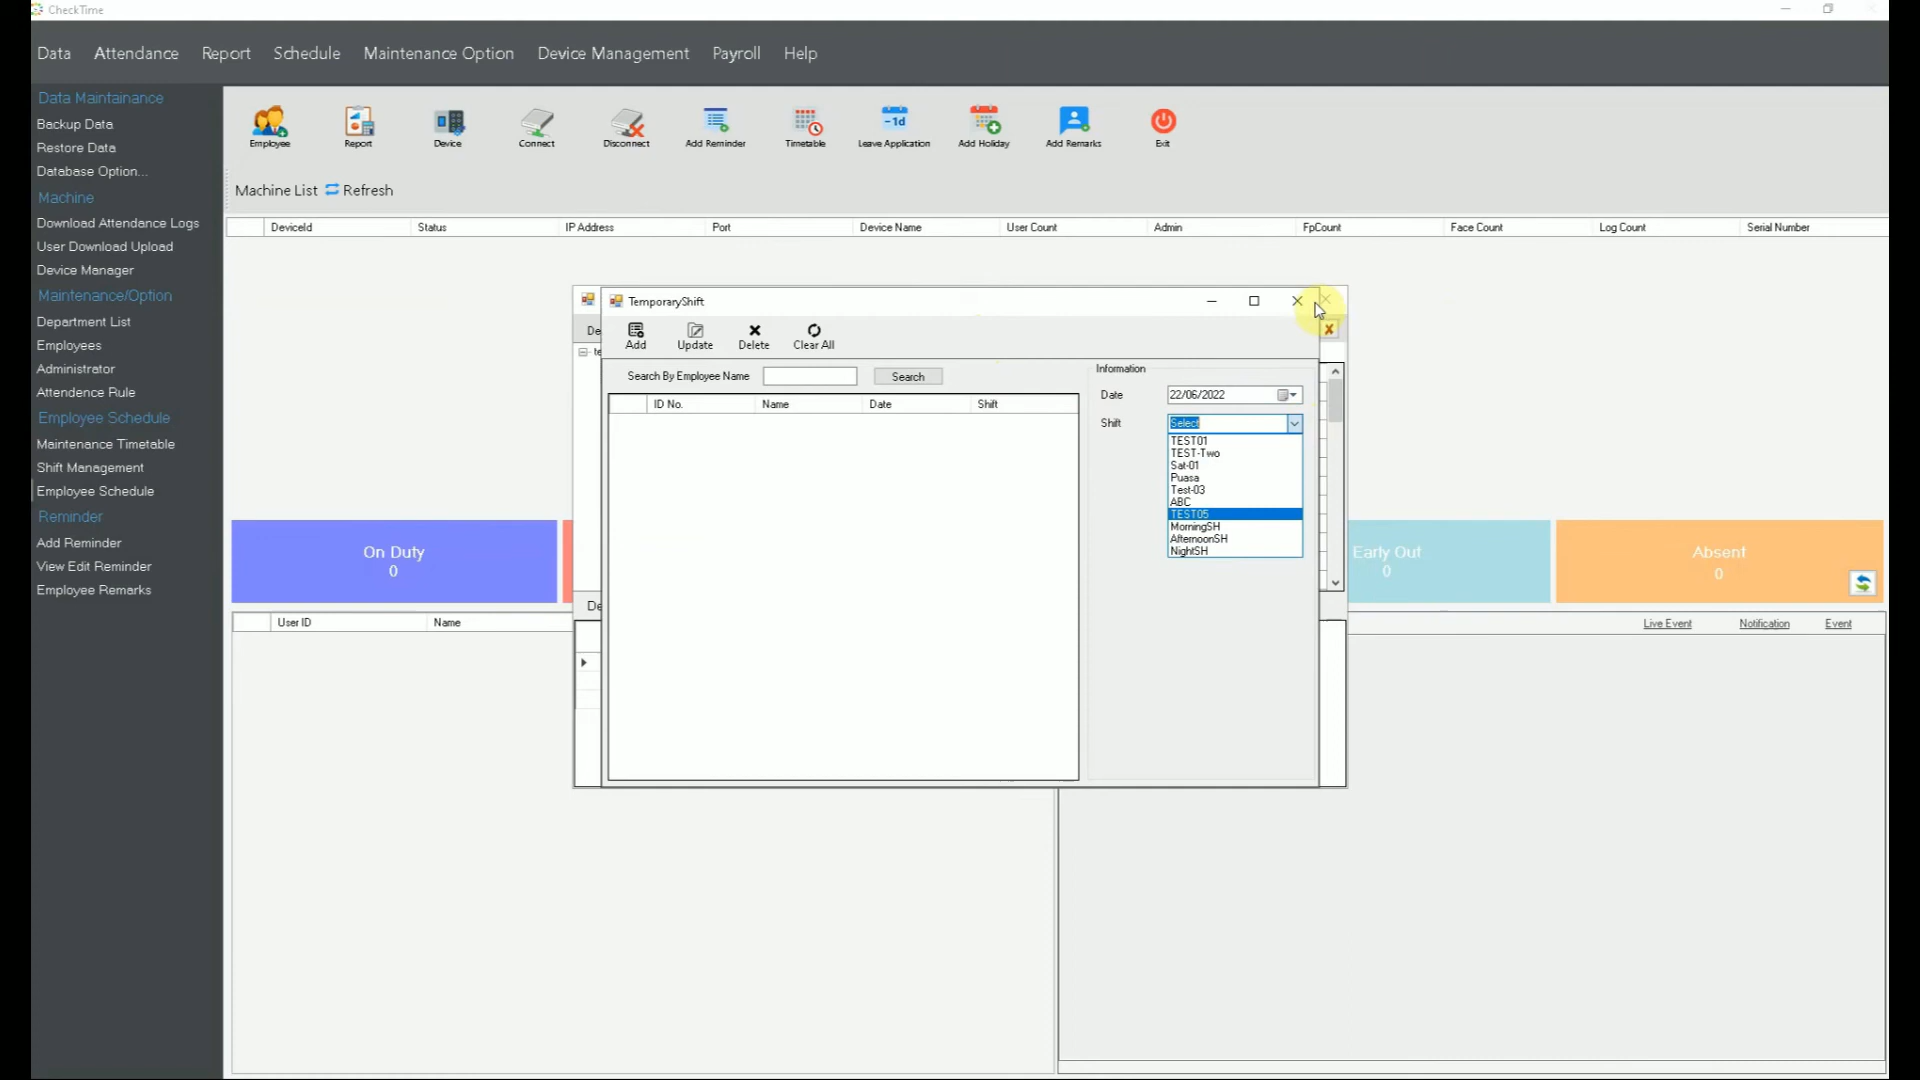 CheckTime
Data Attendance Report Schedule Maintenance Option Device Management Payroll Help
Data Maintainance
Backup Data
Restore Data
Database Option...
Machine
Download Attendance Logs
User Download Upload
Device Manager
Maintenance/Option
Department List
Employees
Administrator
Attendence Rule
Employee Schedule
Maintenance Timetable
Shift Management
Employee Schedule
Reminder
Add Reminder
View Edit Reminder
Employee Remarks
Employee Report Device Connect Disconnect Add Reminder Timetable -1d Leave Application Add Holiday Add Remarks Exit
Machine List Refresh
DeviceId Status IP Address Port Device Name User Count Admin FpCount Face Count Log Count Serial Number
TemporaryShift
De
te
Add Update Delete Clear All
Search By Employee Name Search
ID No. Name Date Shift
Information
Date 22/06/2022
Shift Select
TEST01
TEST-Two
Sat-01
Puasa
Test-03
ABC
TEST05
MorningSH
AfternoonSH
NightSH
On Duty
0
Early Out
0
Absent
0
De
User ID Name
Live Event Notification Event